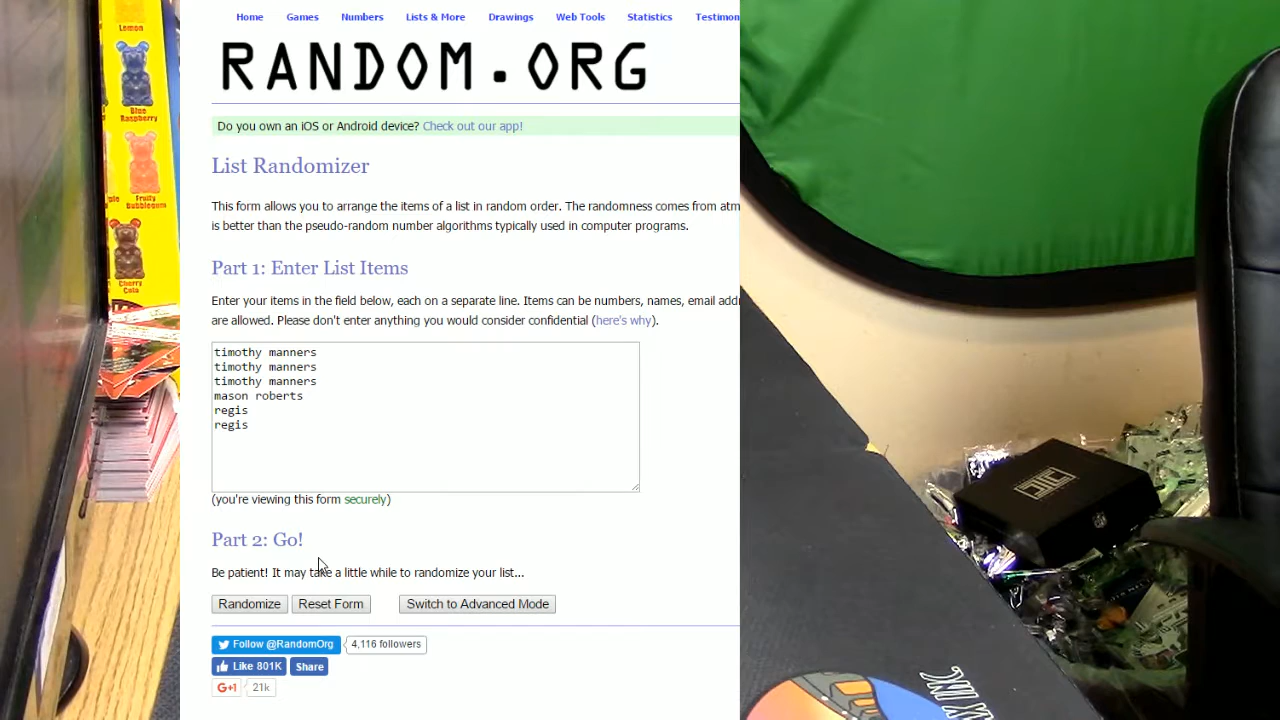 Lemon
Blue
Raspberry
Fruity
Bubblegum
Cherry
Cola
Home Games Numbers Lists & More Drawings Web Tools Statistics Testimon
RANDOM.ORG
Do you own an iOS or Android device? Check out our app!
List Randomizer
This form allows you to arrange the items of a list in random order. The randomness comes from atm
is better than the pseudo-random number algorithms typically used in computer programs.
Part 1: Enter List Items
Enter your items in the field below, each on a separate line. Items can be numbers, names, email addr
are allowed. Please don't enter anything you would consider confidential (here's why).
timothy manners
timothy manners
timothy manners
mason roberts
regis
regis
(you're viewing this form securely)
Part 2: Go!
Be patient! It may take a little while to randomize your list...
Randomize Reset Form Switch to Advanced Mode
Follow @RandomOrg 4,116 followers
Like 801K Share
G+1 21k
INC